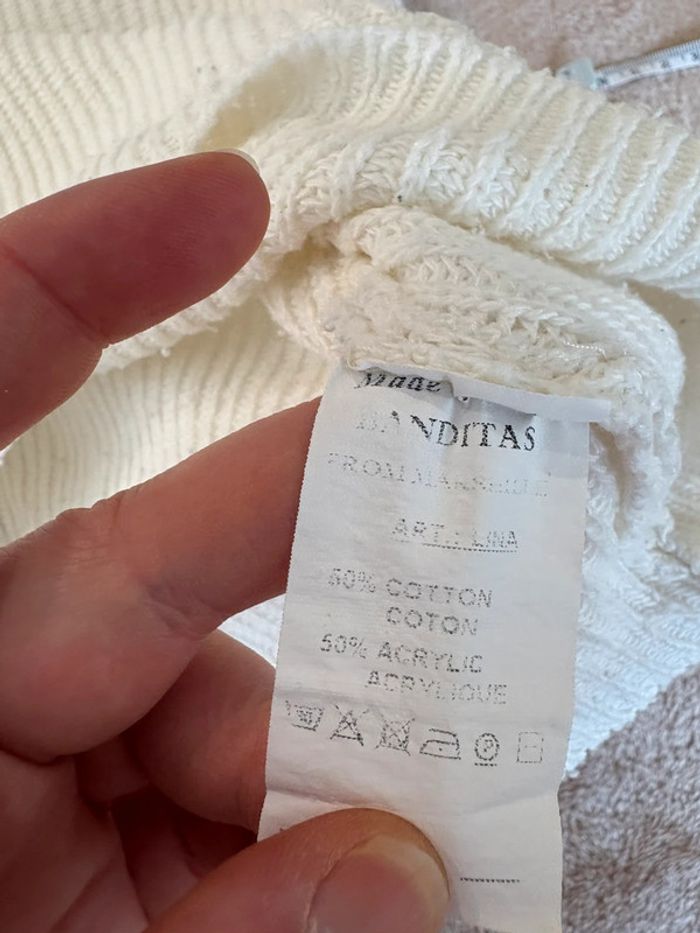 Made
BANDITAS
FROM MARSEILLE
ART.: LINA
50% COTTON
COTON
50% ACRYLIC
ACRYLIQUE